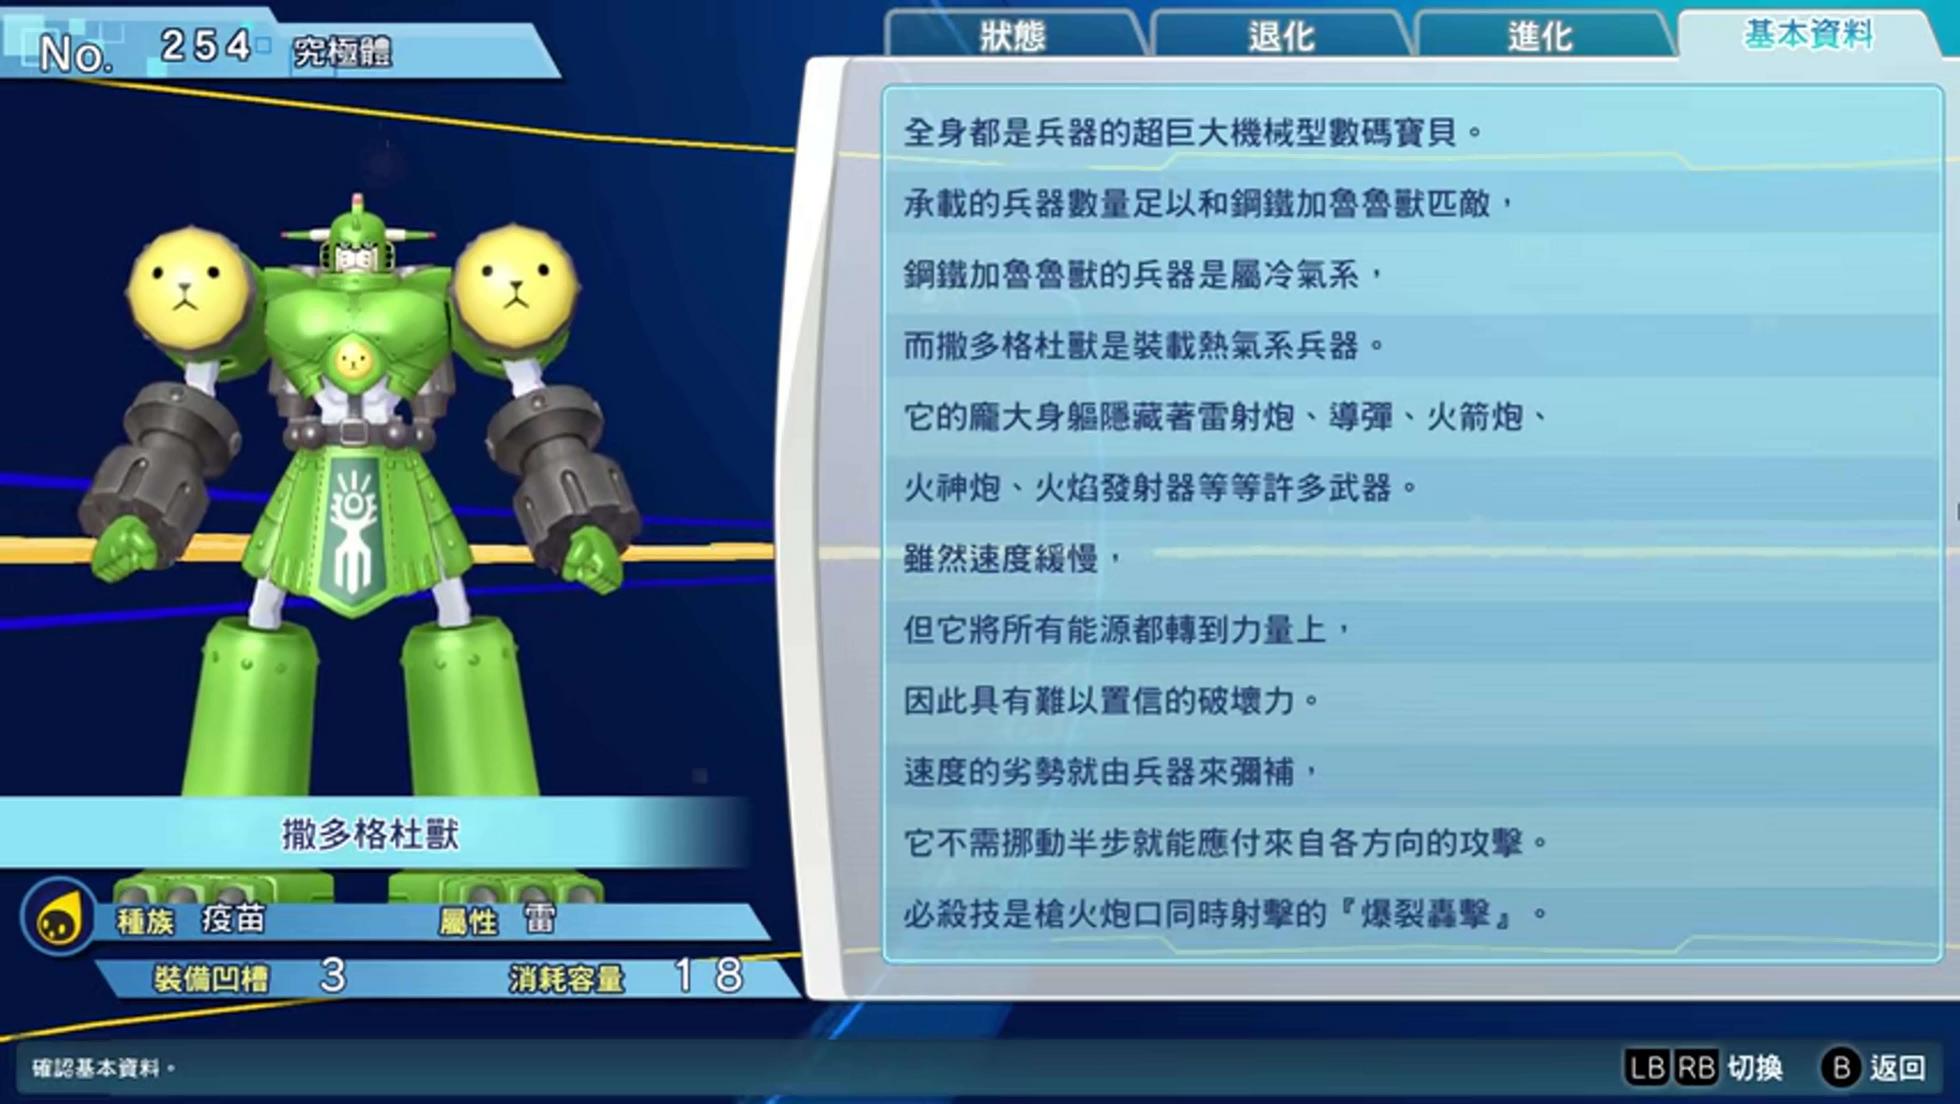 No. 254 究極體
狀態 退化 進化 基本資料
全身都是兵器的超巨大機械型數碼寶貝。
承載的兵器數量足以和鋼鐵加魯魯獸匹敵，
鋼鐵加魯魯獸的兵器是屬冷氣系，
而撒多格杜獸是裝載熱氣系兵器。
它的龐大身軀隱藏著雷射炮、導彈、火箭炮、
火神炮、火焰發射器等等許多武器。
雖然速度緩慢，
但它將所有能源都轉到力量上，
因此具有難以置信的破壞力。
速度的劣勢就由兵器來彌補，
它不需挪動半步就能應付來自各方向的攻擊。
必殺技是槍火炮口同時射擊的『爆裂轟擊』。
撒多格杜獸
種族 疫苗 屬性 雷
裝備凹槽 3 消耗容量 18
確認基本資料。
LB RB 切換 B 返回